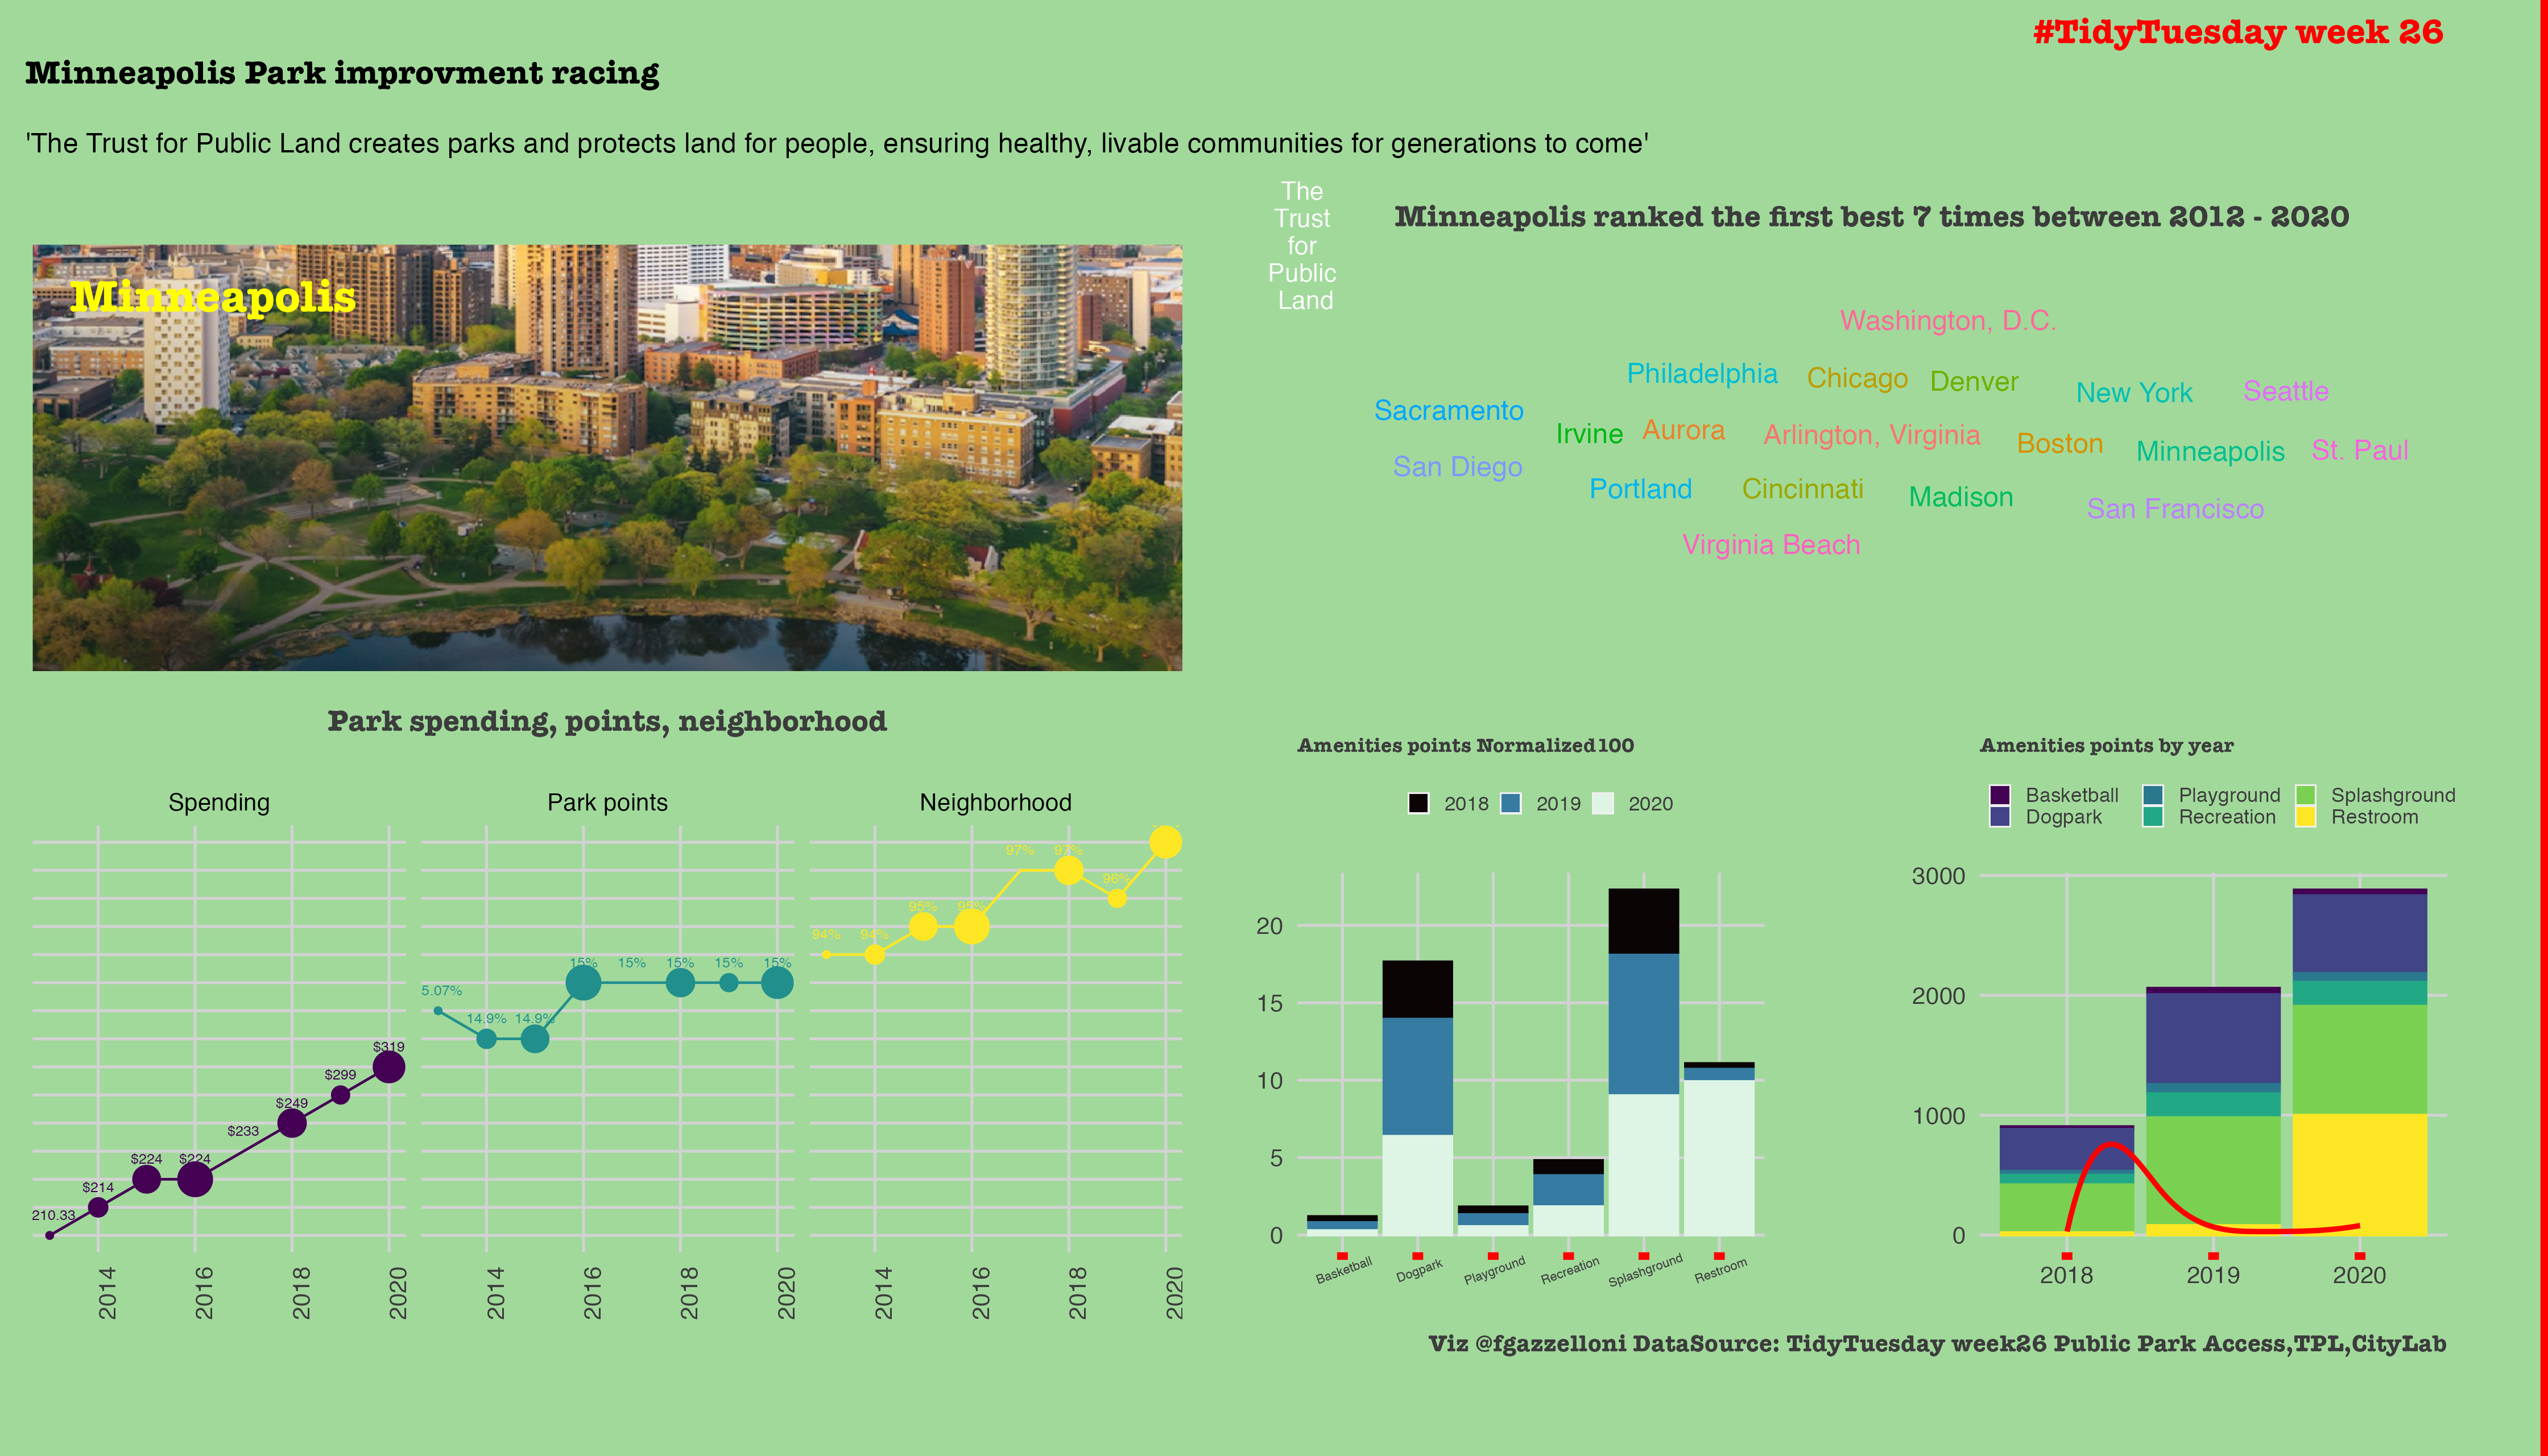 #TidyTuesday week 26
Minneapolis Park improvment racing
'The Trust for Public Land creates parks and protects land for people, ensuring healthy, livable communities for generations to come'
Minneapolis
The
Trust
for
Public
Land
Minneapolis ranked the first best 7 times between 2012 - 2020
Washington, D.C.
Philadelphia Chicago Denver New York Seattle
Sacramento
Irvine Aurora Arlington, Virginia Boston Minneapolis St. Paul
San Diego
Portland Cincinnati Madison San Francisco
Virginia Beach
Park spending, points, neighborhood
Spending
210.33 $214 $224 $224 $233 $249 $299 $319
2014 2016 2018 2020
Park points
5.07% 14.9% 14.9% 15% 15% 15% 15% 15%
2014 2016 2018 2020
Neighborhood
94% 94% 95% 95% 97% 97% 96%
2014 2016 2018 2020
Amenities points Normalized100
2018 2019 2020
20
15
10
5
0
Basketball Dogpark Playground Recreation Splashground Restroom
Amenities points by year
Basketball Playground Splashground
Dogpark Recreation Restroom
3000
2000
1000
0
2018 2019 2020
Viz @fgazzelloni DataSource: TidyTuesday week26 Public Park Access,TPL,CityLab